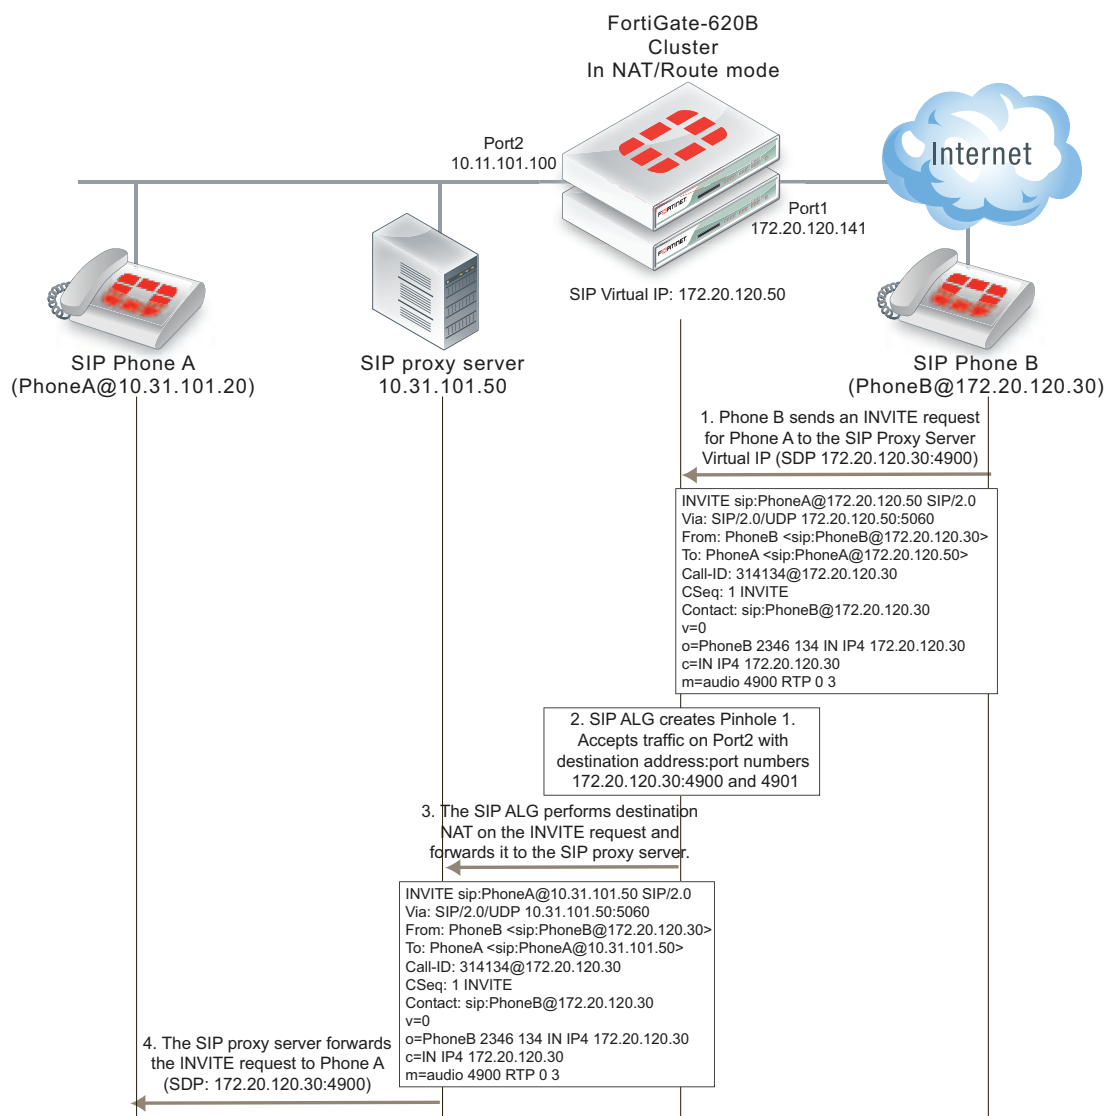 FortiGate-620B
Cluster
In NAT/Route mode
Port2
10.11.101.100
Internet
FORTINET
FORTINET
Port1
172.20.120.141
SIP Virtual IP: 172.20.120.50
SIP Phone A
(PhoneA@10.31.101.20)
SIP proxy server
10.31.101.50
SIP Phone B
(PhoneB@172.20.120.30)
1. Phone B sends an INVITE request
for Phone A to the SIP Proxy Server
Virtual IP (SDP 172.20.120.30:4900)
INVITE sip:PhoneA@172.20.120.50 SIP/2.0
Via: SIP/2.0/UDP 172.20.120.50:5060
From: PhoneB <sip:PhoneB@172.20.120.30>
To: PhoneA <sip:PhoneA@172.20.120.50>
Call-ID: 314134@172.20.120.30
CSeq: 1 INVITE
Contact: sip:PhoneB@172.20.120.30
v=0
o=PhoneB 2346 134 IN IP4 172.20.120.30
c=IN IP4 172.20.120.30
m=audio 4900 RTP 0 3
2. SIP ALG creates Pinhole 1.
Accepts traffic on Port2 with
destination address:port numbers
172.20.120.30:4900 and 4901
3. The SIP ALG performs destination
NAT on the INVITE request and
forwards it to the SIP proxy server.
INVITE sip:PhoneA@10.31.101.50 SIP/2.0
Via: SIP/2.0/UDP 10.31.101.50:5060
From: PhoneB <sip:PhoneB@172.20.120.30>
To: PhoneA <sip:PhoneA@10.31.101.50>
Call-ID: 314134@172.20.120.30
CSeq: 1 INVITE
Contact: sip:PhoneB@172.20.120.30
v=0
o=PhoneB 2346 134 IN IP4 172.20.120.30
c=IN IP4 172.20.120.30
m=audio 4900 RTP 0 3
4. The SIP proxy server forwards
the INVITE request to Phone A
(SDP: 172.20.120.30:4900)